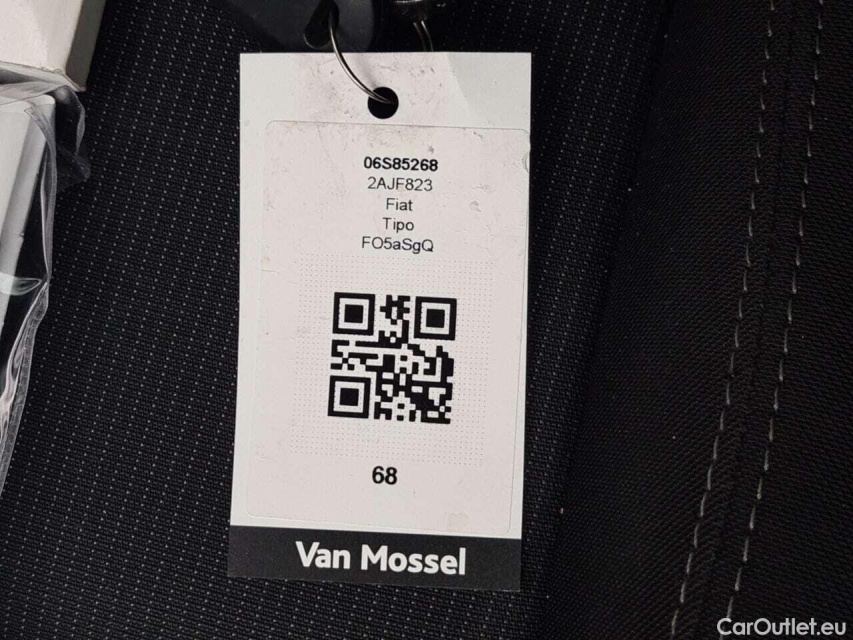 06S85268
2AJF823
Fiat
Tipo
FO5aSgQ
68
Van Mossel
CarOutlet.eu